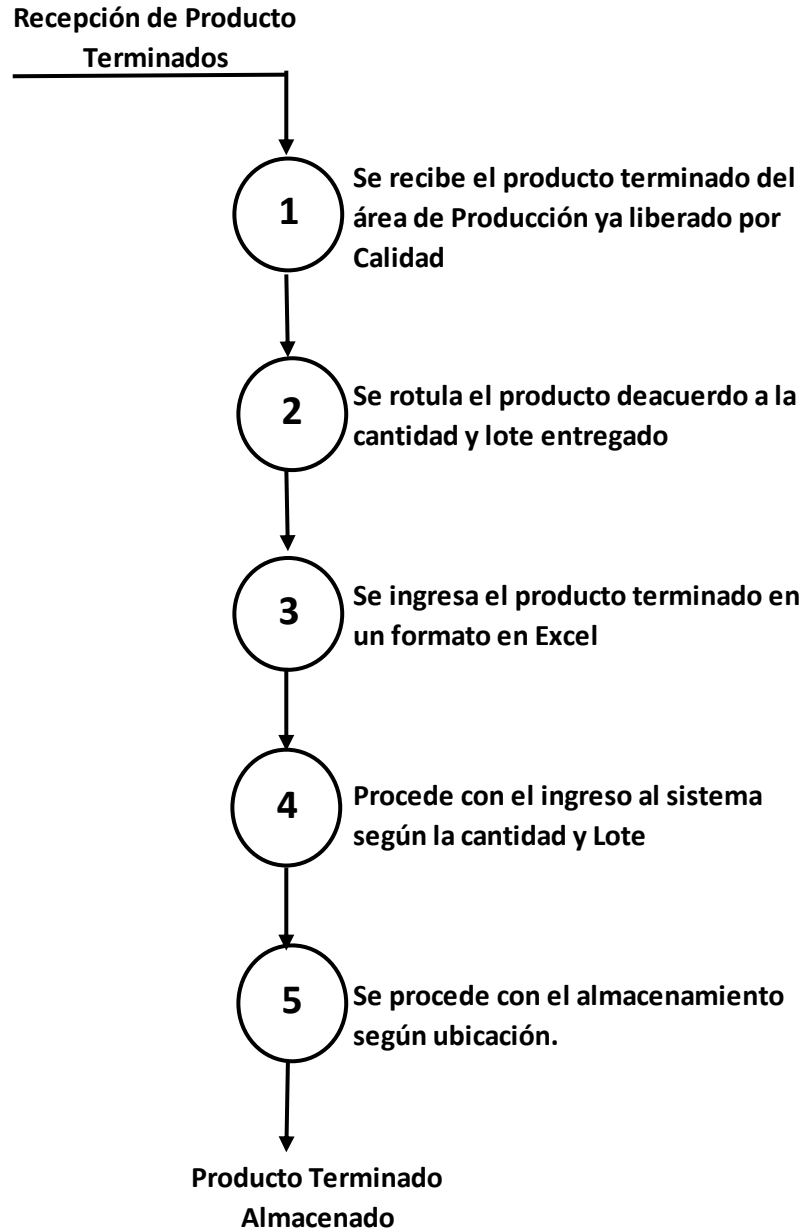 Recepción de Producto
Terminados
1
Se recibe el producto terminado del
área de Producción ya liberado por
Calidad
2
Se rotula el producto deacuerdo a la
cantidad y lote entregado
3
Se ingresa el producto terminado en
un formato en Excel
4
Procede con el ingreso al sistema
según la cantidad y Lote
5
Se procede con el almacenamiento
según ubicación.
Producto Terminado
Almacenado